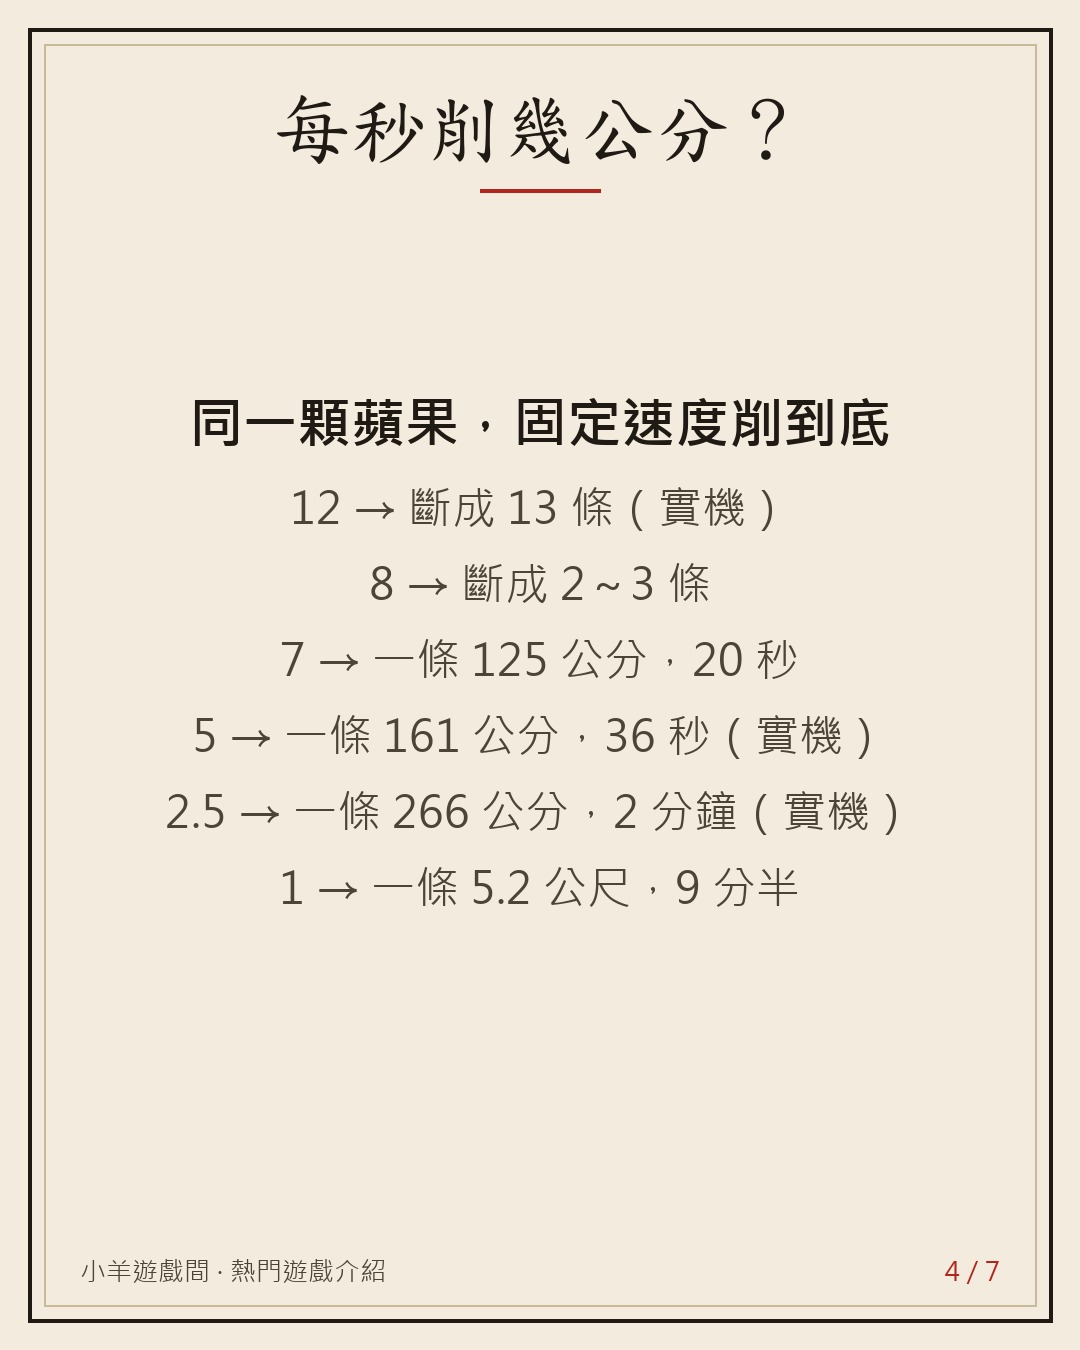 每秒削幾公分？
同一顆蘋果，固定速度削到底
12 → 斷成 13 條（實機）
8 → 斷成 2～3 條
7 → 一條 125 公分，20 秒
5 → 一條 161 公分，36 秒（實機）
2.5 → 一條 266 公分，2 分鐘（實機）
1 → 一條 5.2 公尺，9 分半
小羊遊戲間 · 熱門遊戲介紹
4 / 7